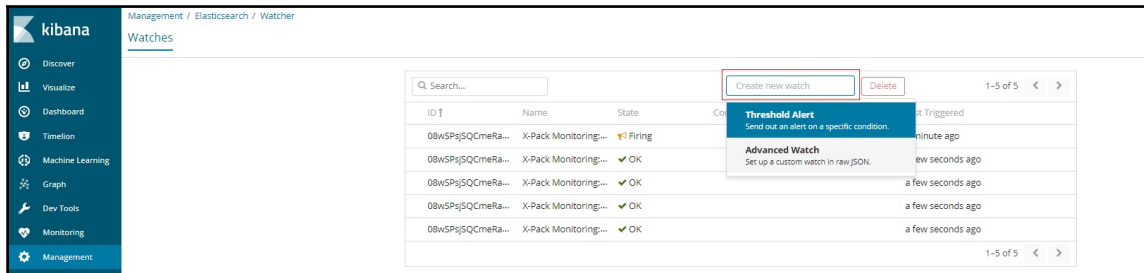 kibana
Discover
Visualize
Dashboard
Timelion
Machine Learning
Graph
Dev Tools
Monitoring
Management
Management / Elasticsearch / Watcher
Watches
Search...
Create new watch
Delete
1–5 of 5
ID Name State
Threshold Alert
Send out an alert on a specific condition.
Advanced Watch
Set up a custom watch in raw JSON.
Triggered
08wSPsjSQCmeRa... X-Pack Monitoring:... Firing minute ago
08wSPsjSQCmeRa... X-Pack Monitoring:... OK few seconds ago
08wSPsjSQCmeRa... X-Pack Monitoring:... OK a few seconds ago
08wSPsjSQCmeRa... X-Pack Monitoring:... OK a few seconds ago
08wSPsjSQCmeRa... X-Pack Monitoring:... OK a few seconds ago
1–5 of 5